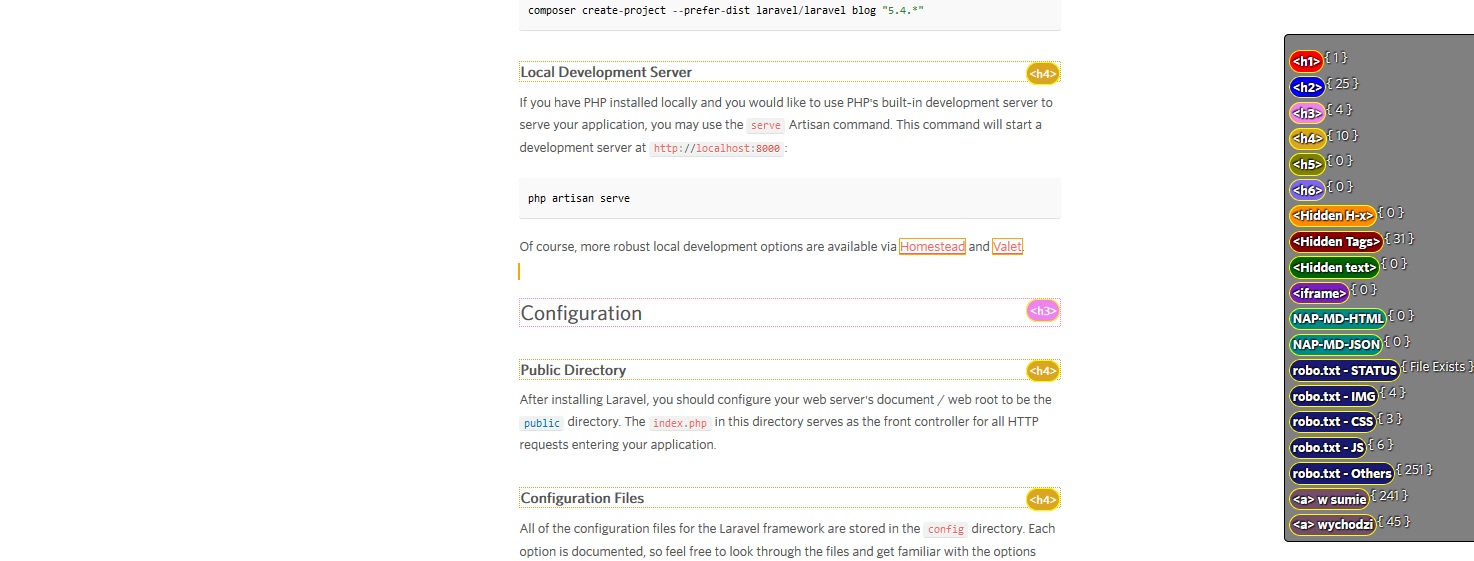 composer create-project --prefer-dist laravel/laravel blog "5.4.*"
Local Development Server
<h4>
If you have PHP installed locally and you would like to use PHP's built-in development server to
serve your application, you may use the serve Artisan command. This command will start a
development server at http://localhost:8000 :
php artisan serve
Of course, more robust local development options are available via Homestead and Valet.
Configuration
<h3>
Public Directory
<h4>
After installing Laravel, you should configure your web server's document / web root to be the
public directory. The index.php in this directory serves as the front controller for all HTTP
requests entering your application.
Configuration Files
<h4>
All of the configuration files for the Laravel framework are stored in the config directory. Each
option is documented, so feel free to look through the files and get familiar with the options
<h1> { 1 }
<h2> { 25 }
<h3> { 4 }
<h4> { 10 }
<h5> { 0 }
<h6> { 0 }
<Hidden H-x> { 0 }
<Hidden Tags> { 31 }
<Hidden text> { 0 }
<iframe> { 0 }
NAP-MD-HTML { 0 }
NAP-MD-JSON { 0 }
robo.txt - STATUS { File Exists }
robo.txt - IMG { 4 }
robo.txt - CSS { 3 }
robo.txt - JS { 6 }
robo.txt - Others { 251 }
<a> w sumie { 241 }
<a> wychodzi { 45 }